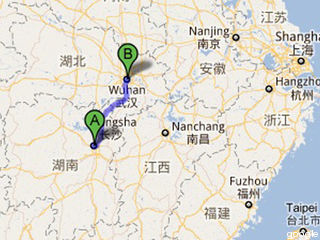 江苏
Nanjing
南京
Shanghai
上海
湖北
安徽
B
Wuhan
武汉
Hangzhou
杭州
浙江
A
ngsha
长沙
Nanchang
南昌
湖南
江西
Fuzhou
福州
福建
Taipei
台北市